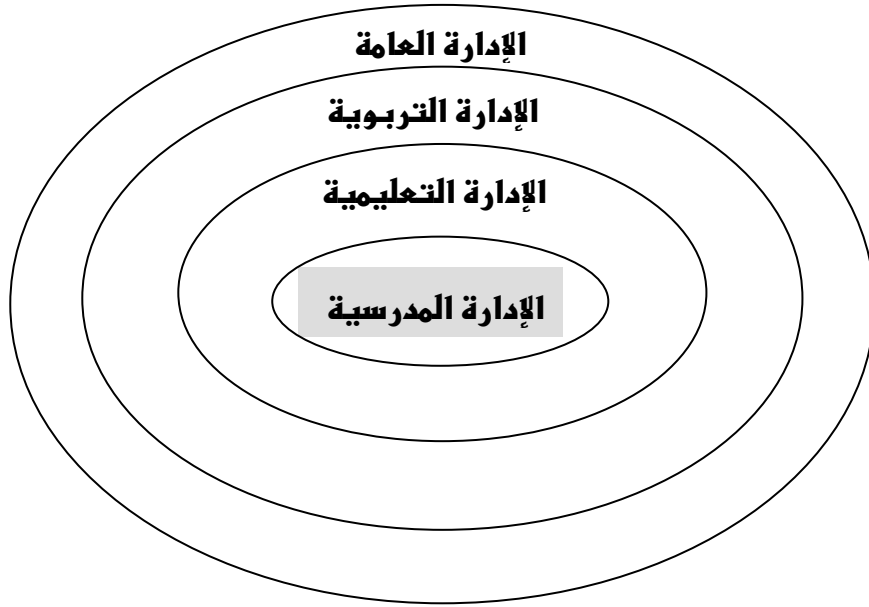 الإدارة العامة
الإدارة التربوية
الإدارة التعليمية
الإدارة المدرسية